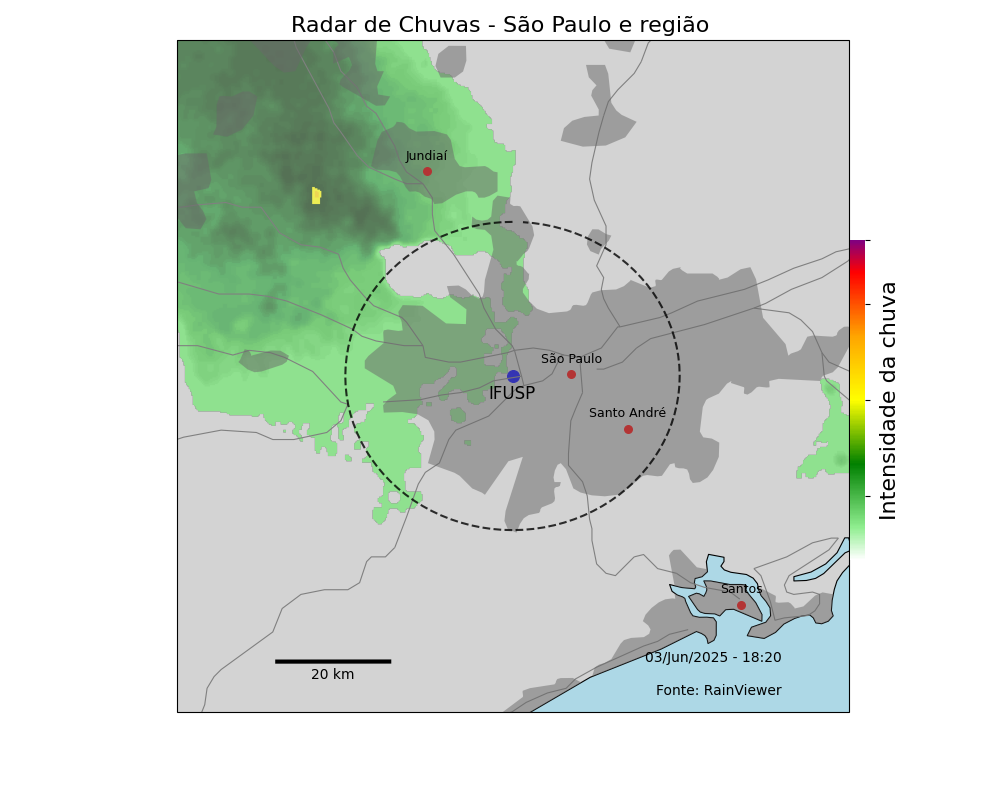 Radar de Chuvas - São Paulo e região
Jundiaí
São Paulo
IFUSP
Santo André
Intensidade da chuva
Santos
03/Jun/2025 - 18:20
20 km
Fonte: RainViewer